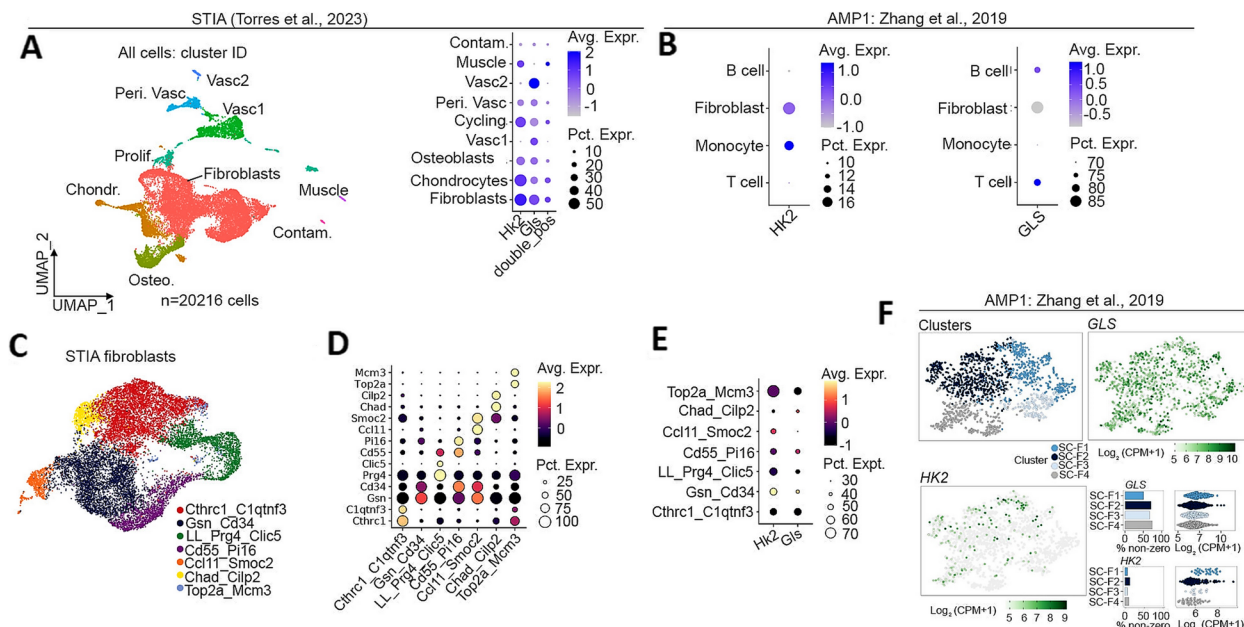 STIA (Torres et al., 2023)
AMP1: Zhang et al., 2019
A
All cells: cluster ID
Vasc2
Peri. Vasc
Vasc1
Prolif.
Fibroblasts
Chondr.
Muscle
Contam.
Osteo.
UMAP_2
UMAP_1
n=20216 cells
Contam.
Muscle
Vasc2
Peri. Vasc
Cycling
Vasc1
Osteoblasts
Chondrocytes
Fibroblasts
Hk2
Gls
double_pos
Avg. Expr.
2
1
0
-1
Pct. Expr.
10
20
30
40
50
B
B cell
Fibroblast
Monocyte
T cell
HK2
Avg. Expr.
1.0
0.0
-1.0
Pct. Expr.
10
12
14
16
B cell
Fibroblast
Monocyte
T cell
GLS
Avg. Expr.
1.0
0.5
0.0
-0.5
Pct. Expr.
70
75
80
85
C
STIA fibroblasts
Cthrc1_C1qtnf3
Gsn_Cd34
LL_Prg4_Clic5
Cd55_Pi16
Ccl11_Smoc2
Chad_Cilp2
Top2a_Mcm3
D
Mcm3
Top2a
Cilp2
Chad
Smoc2
Ccl11
Pi16
Cd55
Clic5
Prg4
Cd34
Gsn
C1qtnf3
Cthrc1
Cthrc1_C1qtnf3
Gsn_Cd34
LL_Prg4_Clic5
Cd55_Pi16
Ccl11_Smoc2
Chad_Cilp2
Top2a_Mcm3
Avg. Expr.
2
1
0
Pct. Expr.
25
50
75
100
E
Top2a_Mcm3
Chad_Cilp2
Ccl11_Smoc2
Cd55_Pi16
LL_Prg4_Clic5
Gsn_Cd34
Cthrc1_C1qtnf3
Hk2
Gls
Avg. Expr.
2
1
0
-1
Pct. Expt.
30
40
50
60
70
AMP1: Zhang et al., 2019
F
Clusters
GLS
Cluster
SC-F1
SC-F2
SC-F3
SC-F4
Log₂ (CPM+1)
5 6 7 8 9 10
HK2
Log₂ (CPM+1)
5 6 7 8 9
GLS
SC-F1
SC-F2
SC-F3
SC-F4
0 50 100
% non-zero
5 7 10
Log₂ (CPM+1)
HK2
SC-F1
SC-F2
SC-F3
SC-F4
0 50 100
% non-zero
6 8
Log₂ (CPM+1)